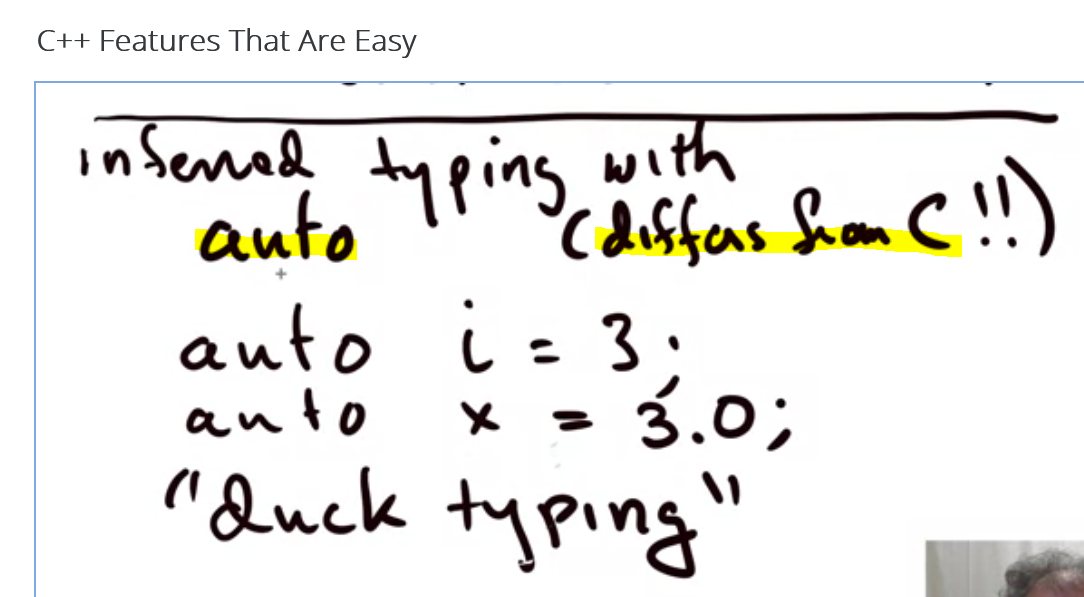 C++ Features That Are Easy
inferred typing with
auto (differs from C!!)
auto i = 3;
auto x = 3.0;
"Duck typing"